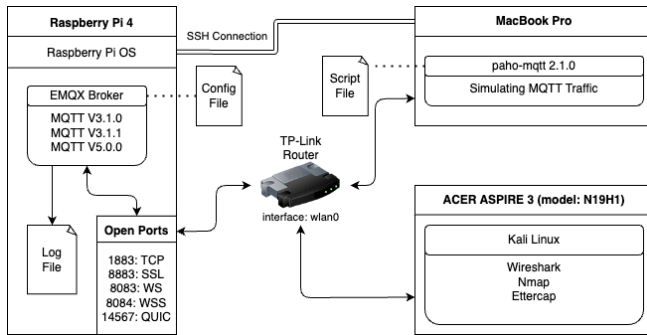 Raspberry Pi 4
Raspberry Pi OS
EMQX Broker
MQTT V3.1.0
MQTT V3.1.1
MQTT V5.0.0
Config
File
Log
File
Open Ports
1883: TCP
8883: SSL
8083: WS
8084: WSS
14567: QUIC
SSH Connection
TP-Link
Router
interface: wlan0
Script
File
MacBook Pro
paho-mqtt 2.1.0
Simulating MQTT Traffic
ACER ASPIRE 3 (model: N19H1)
Kali Linux
Wireshark
Nmap
Ettercap